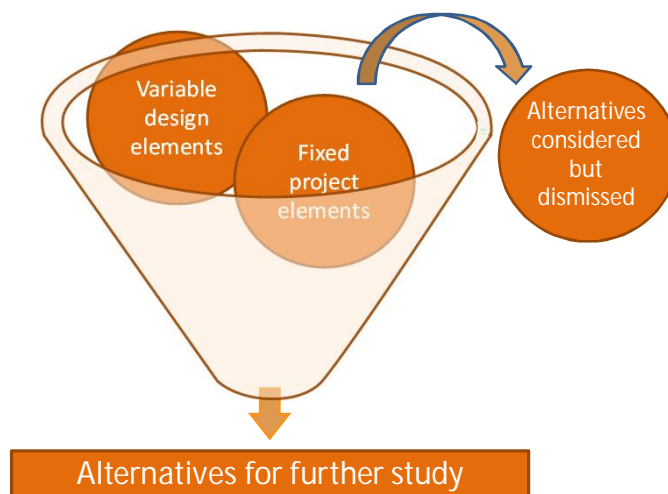 Variable
design
elements
Fixed
project
elements
Alternatives
considered
but
dismissed
Alternatives for further study